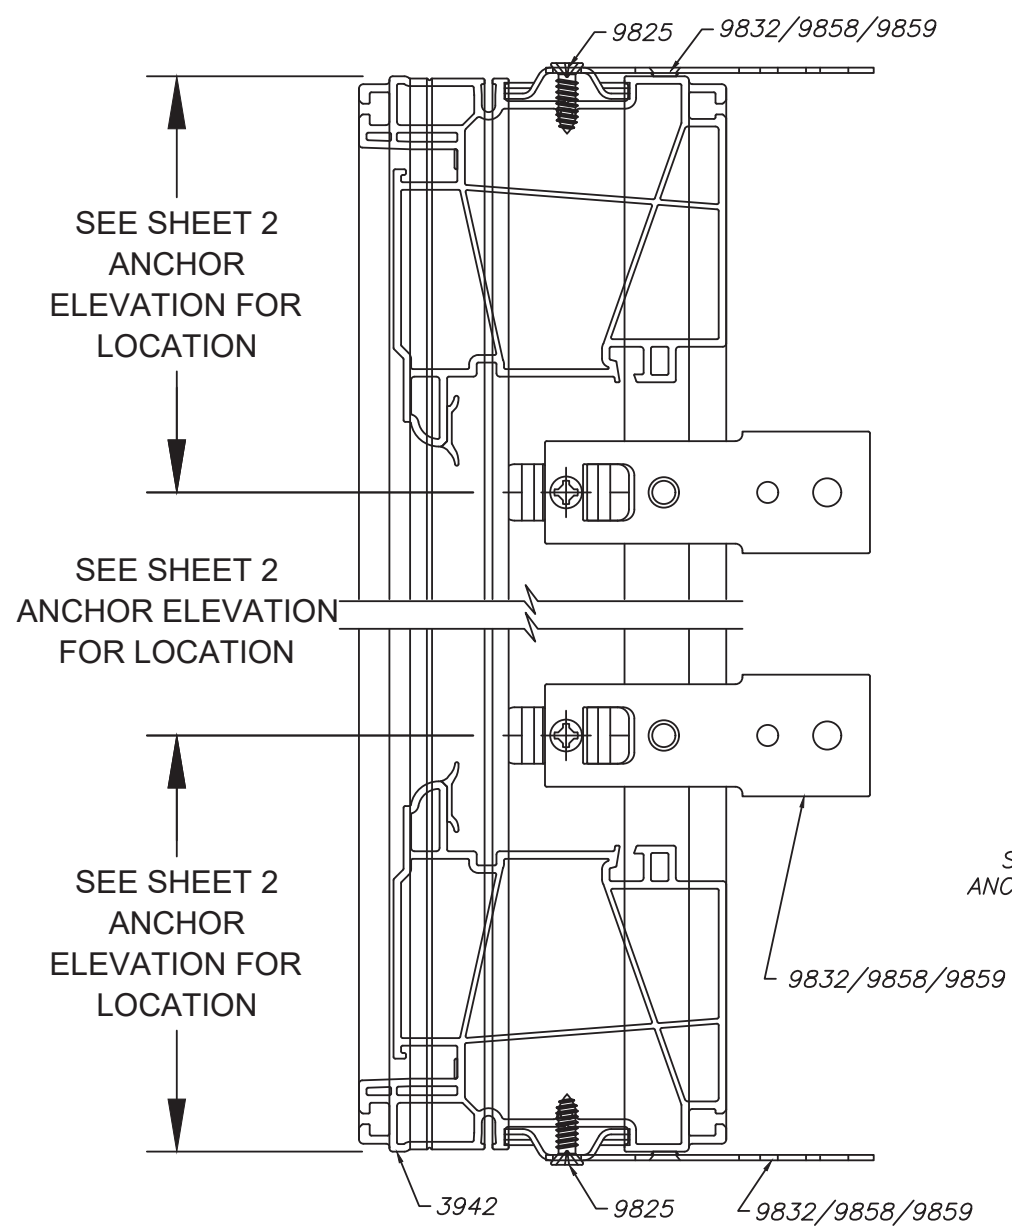 9825
9832/9858/9859
SEE SHEET 2
ANCHOR
ELEVATION FOR
LOCATION
SEE SHEET 2
ANCHOR ELEVATION
FOR LOCATION
SEE SHEET 2
ANCHOR
ELEVATION FOR
LOCATION
S
ANC
9832/9858/9859
3942
9825
9832/9858/9859